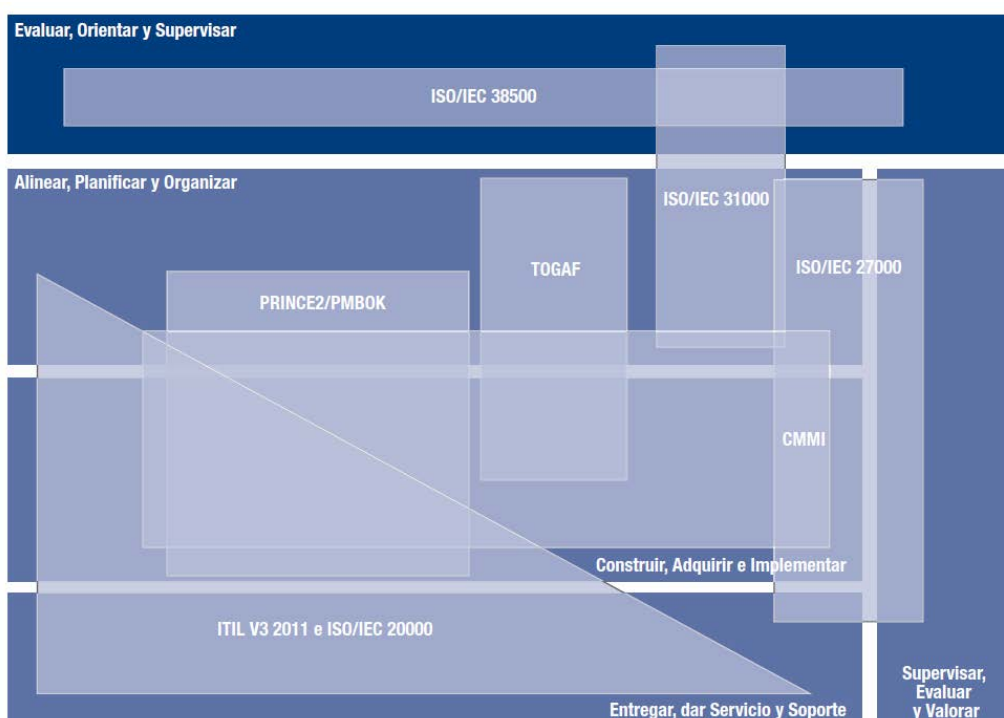 Evaluar, Orientar y Supervisar
ISO/IEC 38500
Alinear, Planificar y Organizar
ISO/IEC 31000
TOGAF
ISO/IEC 27000
PRINCE2/PMBOK
CMMI
Construir, Adquirir e Implementar
ITIL V3 2011 e ISO/IEC 20000
Entregar, dar Servicio y Soporte
Supervisar,
Evaluar
y Valorar